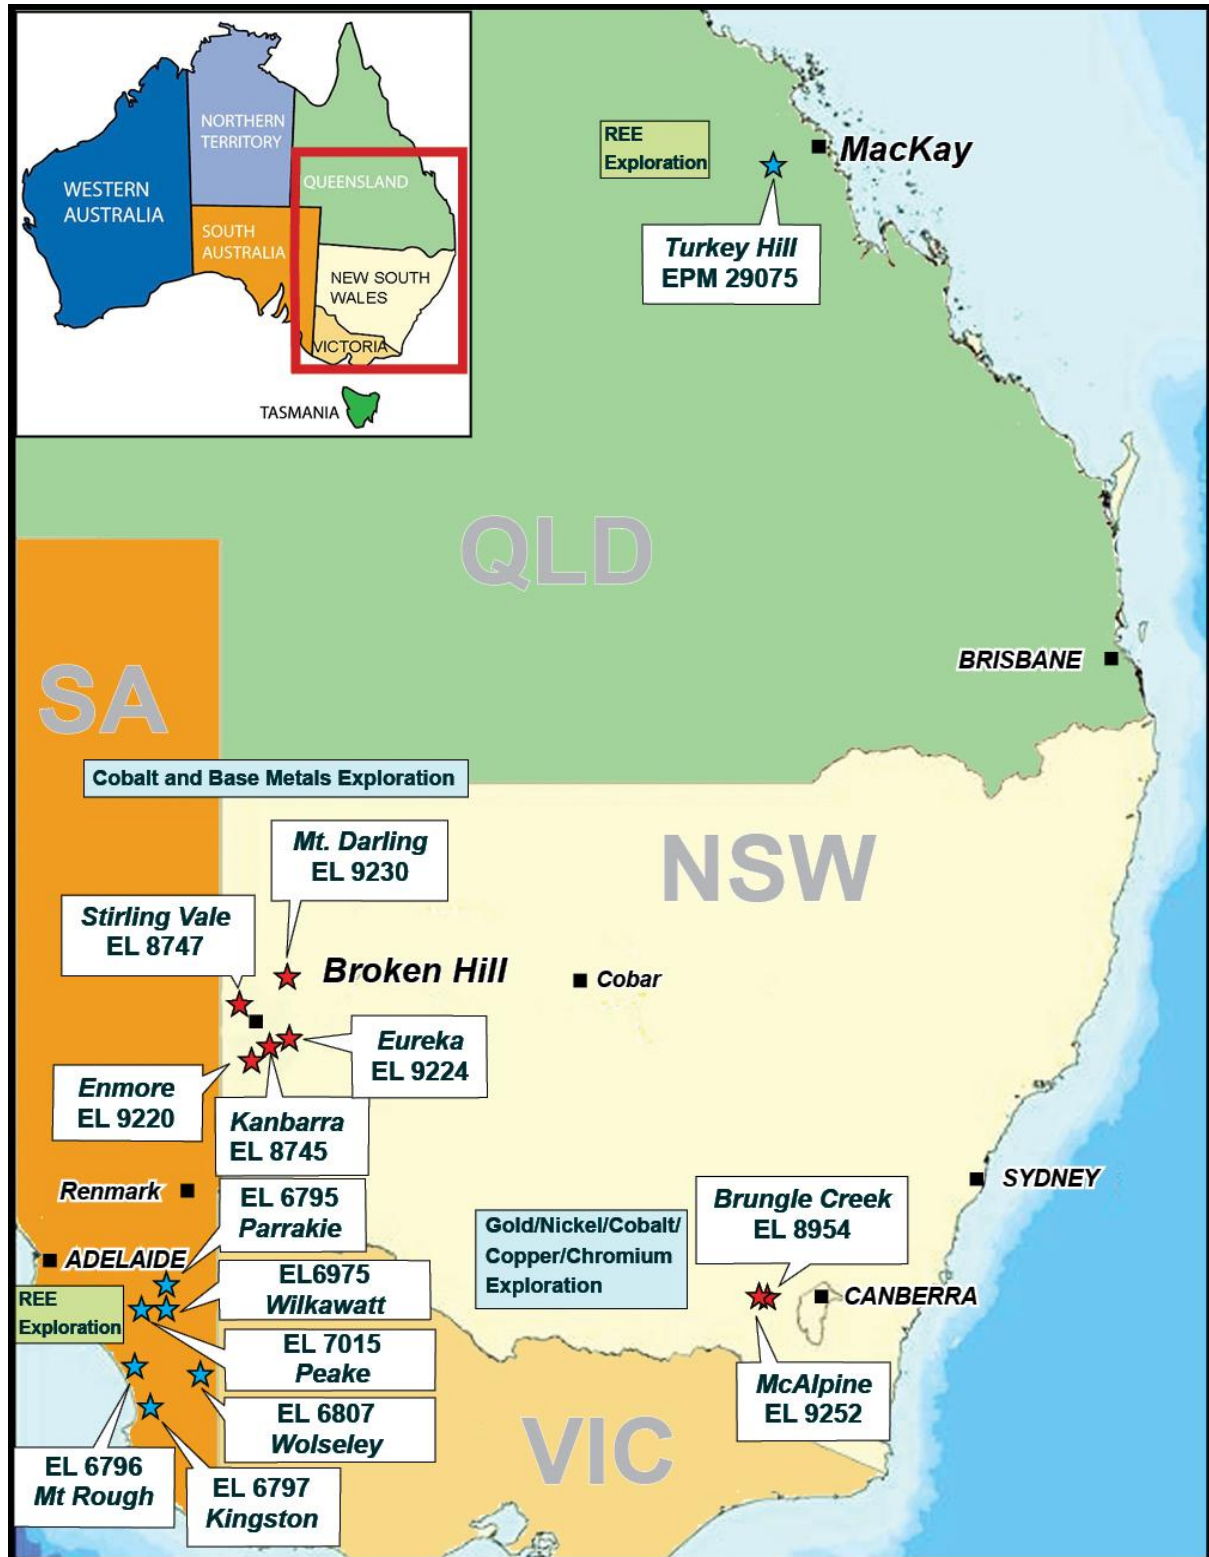 NORTHERN
TERRITORY
WESTERN
AUSTRALIA
QUEENSLAND
SOUTH
AUSTRALIA
NEW SOUTH
WALES
VICTORIA
TASMANIA
REE
Exploration
MacKay
Turkey Hill
EPM 29075
QLD
BRISBANE
SA
Cobalt and Base Metals Exploration
NSW
Mt. Darling
EL 9230
Stirling Vale
EL 8747
Broken Hill
Cobar
Eureka
EL 9224
Enmore
EL 9220
Kanbarra
EL 8745
Renmark
EL 6795
Parrakie
SYDNEY
Brungle Creek
EL 8954
Gold/Nickel/Cobalt/
Copper/Chromium
Exploration
ADELAIDE
EL6975
Wilkawatt
REE
Exploration
CANBERRA
EL 7015
Peake
McAlpine
EL 9252
EL 6807
Wolseley
VIC
EL 6796
Mt Rough
EL 6797
Kingston